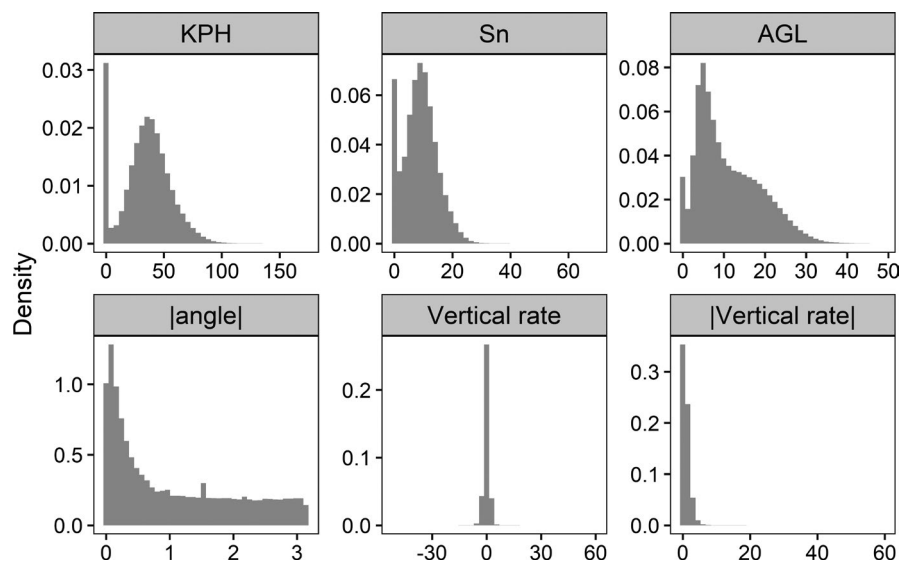 KPH Sn AGL
0.03 0.02 0.01 0.00
0 50 100 150
0.06 0.04 0.02 0.00
0 20 40 60
0.08 0.06 0.04 0.02 0.00
0 10 20 30 40 50
Density
|angle| Vertical rate |Vertical rate|
1.0 0.5 0.0
0 1 2 3
0.2 0.1 0.0
-30 0 30 60
0.3 0.2 0.1 0.0
0 20 40 60